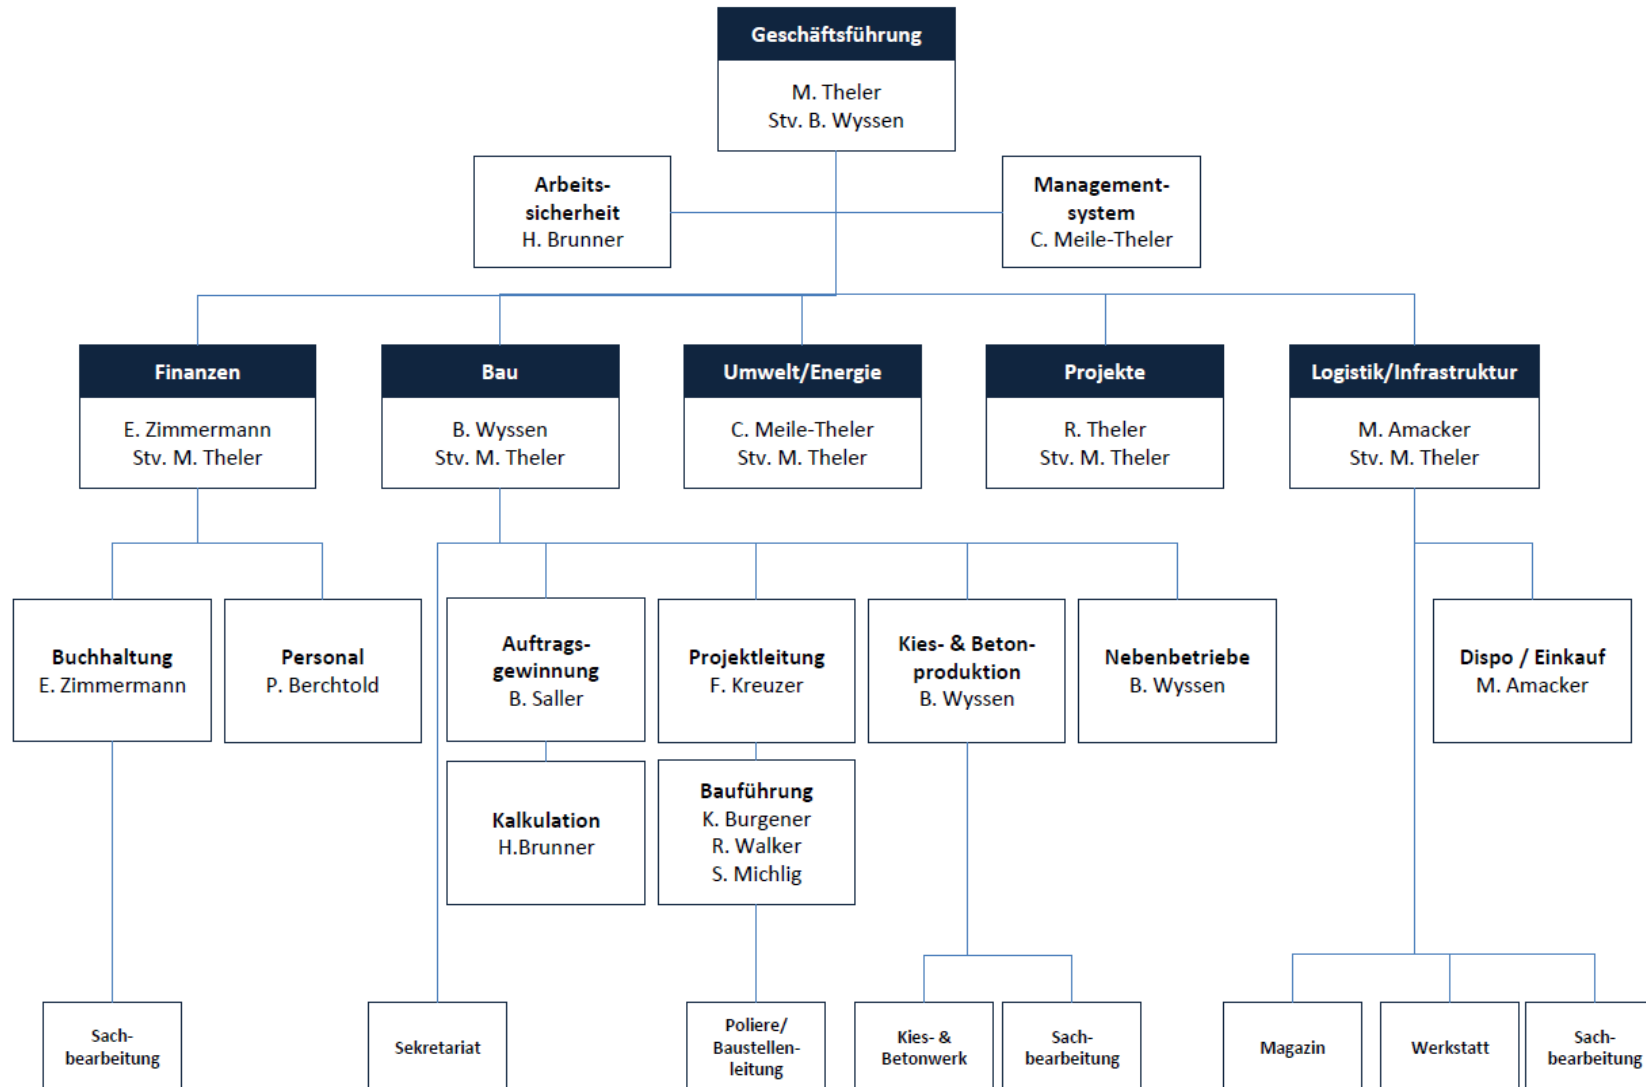 Geschäftsführung
M. Theler
Stv. B. Wyssen
Arbeits-
sicherheit
H. Brunner
Management-
system
C. Meile-Theler
Finanzen
E. Zimmermann
Stv. M. Theler
Bau
B. Wyssen
Stv. M. Theler
Umwelt/Energie
C. Meile-Theler
Stv. M. Theler
Projekte
R. Theler
Stv. M. Theler
Logistik/Infrastruktur
M. Amacker
Stv. M. Theler
Buchhaltung
E. Zimmermann
Personal
P. Berchtold
Auftrags-
gewinnung
B. Saller
Projektleitung
F. Kreuzer
Kies- & Beton-
produktion
B. Wyssen
Nebenbetriebe
B. Wyssen
Dispo / Einkauf
M. Amacker
Kalkulation
H.Brunner
Bauführung
K. Burgener
R. Walker
S. Michlig
Sach-
bearbeitung
Sekretariat
Poliere/
Baustellen-
leitung
Kies- &
Betonwerk
Sach-
bearbeitung
Magazin
Werkstatt
Sach-
bearbeitung